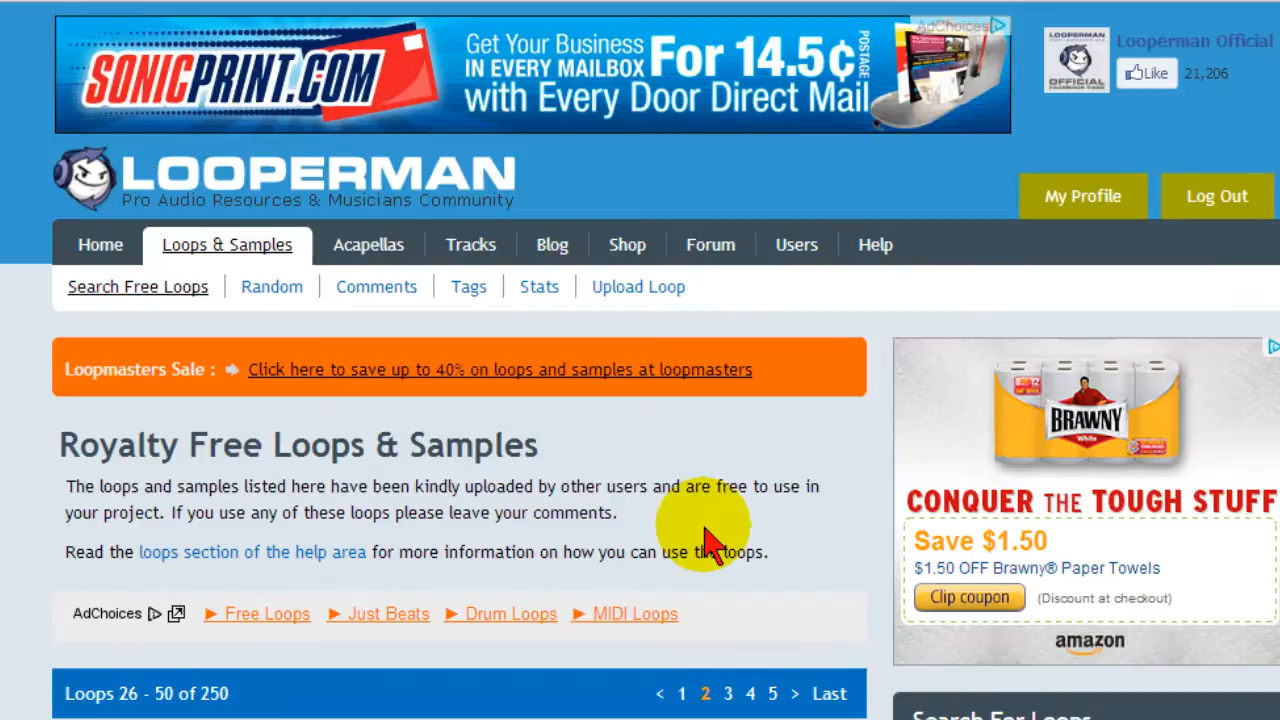 AdChoices
SONICPRINT.COM
Get Your Business
IN EVERY MAILBOX
For 14.5¢
POSTAGE
with Every Door Direct Mail
LOOPERMAN
OFFICIAL
Looperman Official
Like
21,206
LOOPERMAN
Pro Audio Resources & Musicians Community
My Profile
Log Out
Home
Loops & Samples
Acapellas
Tracks
Blog
Shop
Forum
Users
Help
Search Free Loops
Random
Comments
Tags
Stats
Upload Loop
Loopmasters Sale :
Click here to save up to 40% on loops and samples at loopmasters
Royalty Free Loops & Samples
The loops and samples listed here have been kindly uploaded by other users and are free to use in
your project. If you use any of these loops please leave your comments.
Read the loops section of the help area for more information on how you can use the loops.
AdChoices
► Free Loops
► Just Beats
► Drum Loops
► MIDI Loops
Loops 26 - 50 of 250
< 1 2 3 4 5 > Last
BRAWNY
White
CONQUER THE TOUGH STUFF
Save $1.50
$1.50 OFF Brawny® Paper Towels
Clip coupon
(Discount at checkout)
amazon
Search For Loops